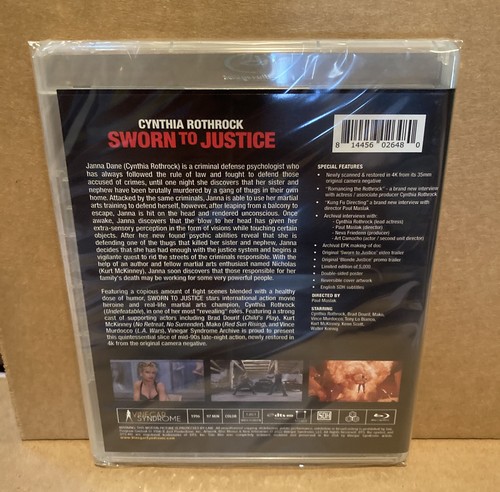 CYNTHIA ROTHROCK
SWORN TO JUSTICE
8 14456 02648 0
Janna Dane (Cynthia Rothrock) is a criminal defense psychologist who
has always followed the rule of law and fought to defend those
accused of crimes, until one night she discovers that her sister and
nephew have been brutally murdered by a gang of thugs in their own
home. Attacked by the same criminals, Janna is able to use her martial
arts training to defend herself, however, after leaping from a balcony to
escape, Janna is hit on the head and rendered unconscious. Once
awake, Janna discovers that the blow to her head has given her
extra-sensory perception in the form of visions while touching certain
objects. After her new found psychic abilities reveal that she is
defending one of the thugs that killed her sister and nephew, Janna
decides that she has had enough with the justice system and begins a
vigilante quest to rid the streets of the criminals responsible. With the
help of an author and fellow martial arts enthusiast named Nicholas
(Kurt McKinney), Janna soon discovers that those responsible for her
family's death may be working for some very powerful people.
Featuring a copious amount of fight scenes blended with a healthy
dose of humor, SWORN TO JUSTICE stars international action movie
heroine and real-life martial arts champion, Cynthia Rothrock
(Undefeatable), in one of her most "revealing" roles. Featuring a strong
cast of supporting actors including Brad Dourif (Child's Play), Kurt
McKinney (No Retreat, No Surrender), Mako (Red Sun Rising), and Vince
Murdocco (L.A. Wars), Vinegar Syndrome Archive is proud to present
this quintessential slice of mid-90s late-night action, newly restored in
4k from the original camera negative.
SPECIAL FEATURES
• Newly scanned & restored in 4K from its 35mm
original camera negative
• "Romancing the Rothrock" - a brand new interview
with actress / associate producer Cynthia Rothrock
• "Kung Fu Directing" a brand new interview with
director Paul Maslak
• Archival interviews with:
- Cynthia Rothrock (lead actress)
- Paul Maslak (director)
- Neva Friedenn (producer)
- Art Camacho (actor / second unit director)
• Archival EPK making-of doc
• Original 'Sworn to Justice' video trailer
• Original 'Blonde Justice' promo trailer
• Limited edition of 5,000
• Double-sided poster
• Reversible cover artwork
• English SDH subtitles
DIRECTED BY
Paul Maslak
STARRING
Cynthia Rothrock, Brad Dourif, Mako,
Vince Murdocco, Tony Lo Bianco,
Kurt McKinney, Kenn Scott,
Walter Koenig
VINEGAR
SYNDROME
1996
97 MIN
COLOR
dts
SDH
Blu-ray